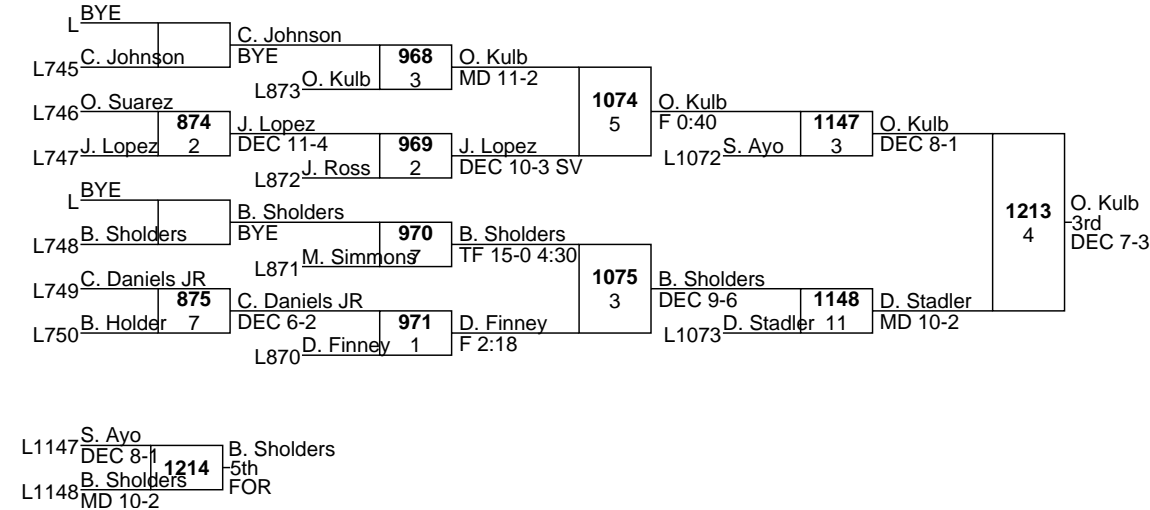 L BYE
L745 C. Johnson
C. Johnson
BYE
L873 O. Kulb
968
3
O. Kulb
MD 11-2
L746 O. Suarez
L747 J. Lopez
874
2
J. Lopez
DEC 11-4
L872 J. Ross
969
2
J. Lopez
DEC 10-3 SV
1074
5
O. Kulb
F 0:40
L1072 S. Ayo
1147
3
O. Kulb
DEC 8-1
L BYE
L748 B. Sholders
B. Sholders
BYE
L871 M. Simmons
970
7
B. Sholders
TF 15-0 4:30
L749 C. Daniels JR
L750 B. Holder
875
7
C. Daniels JR
DEC 6-2
L870 D. Finney
971
1
D. Finney
F 2:18
1075
3
B. Sholders
DEC 9-6
L1073 D. Stadler
1148
11
D. Stadler
MD 10-2
1213
4
O. Kulb
3rd
DEC 7-3
L1147 S. Ayo
DEC 8-1
L1148 B. Sholders
MD 10-2
1214
B. Sholders
5th
FOR